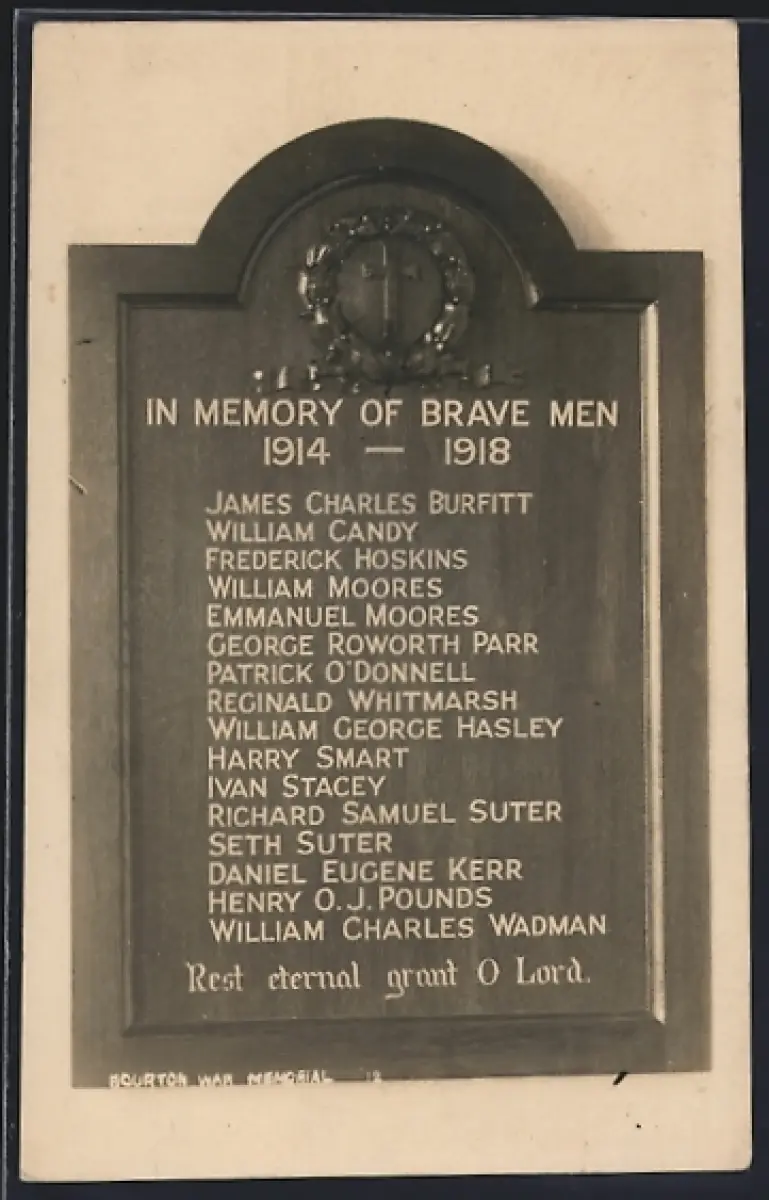 IN MEMORY OF BRAVE MEN
1914 — 1918
JAMES CHARLES BURFITT
WILLIAM CANDY
FREDERICK HOSKINS
WILLIAM MOORES
EMMANUEL MOORES
GEORGE ROWORTH PARR
PATRICK O'DONNELL
REGINALD WHITMARSH
WILLIAM GEORGE HASLEY
HARRY SMART
IVAN STACEY
RICHARD SAMUEL SUTER
SETH SUTER
DANIEL EUGENE KERR
HENRY O.J. POUNDS
WILLIAM CHARLES WADMAN
Rest eternal grant O Lord.
BOURTON WAR MEMORIAL 12